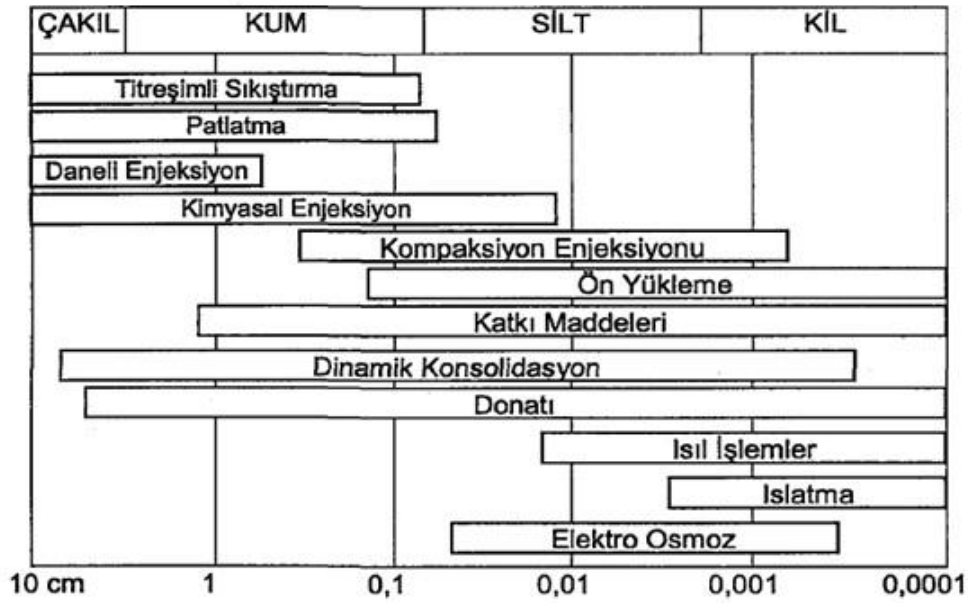 ÇAKIL KUM SİLT KİL
Titreşimli Sıkıştırma
Patlatma
Daneli Enjeksiyon
Kimyasal Enjeksiyon
Kompaksiyon Enjeksiyonu
Ön Yükleme
Katkı Maddeleri
Dinamik Konsolidasyon
Donatı
Isıl İşlemler
Islatma
Elektro Osmoz
10 cm 1 0,1 0,01 0,001 0,0001